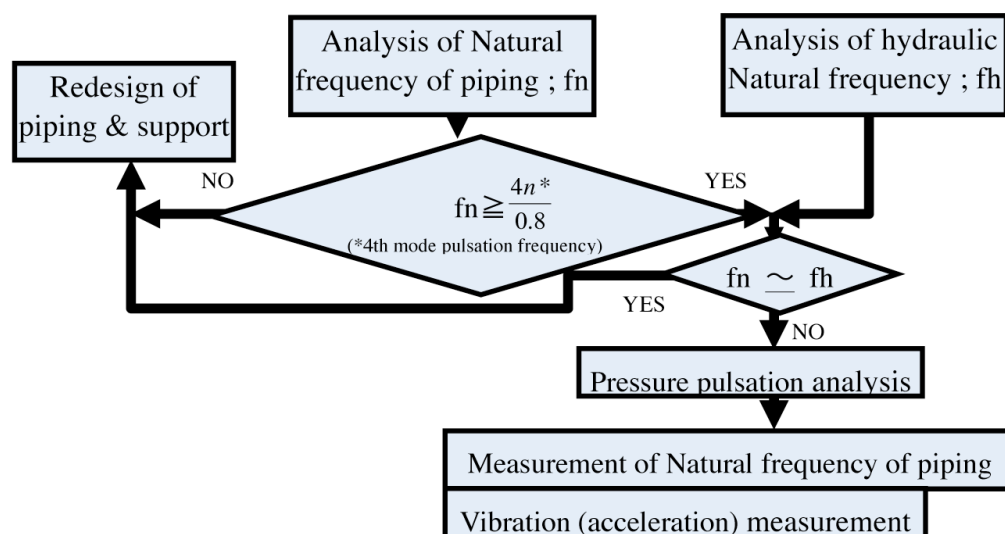 Analysis of Natural
frequency of piping ; fn
Analysis of hydraulic
Natural frequency ; fh
Redesign of
piping & support
NO
YES
fn≧4n*/0.8
(*4th mode pulsation frequency)
fn ≃ fh
YES
NO
Pressure pulsation analysis
Measurement of Natural frequency of piping
Vibration (acceleration) measurement